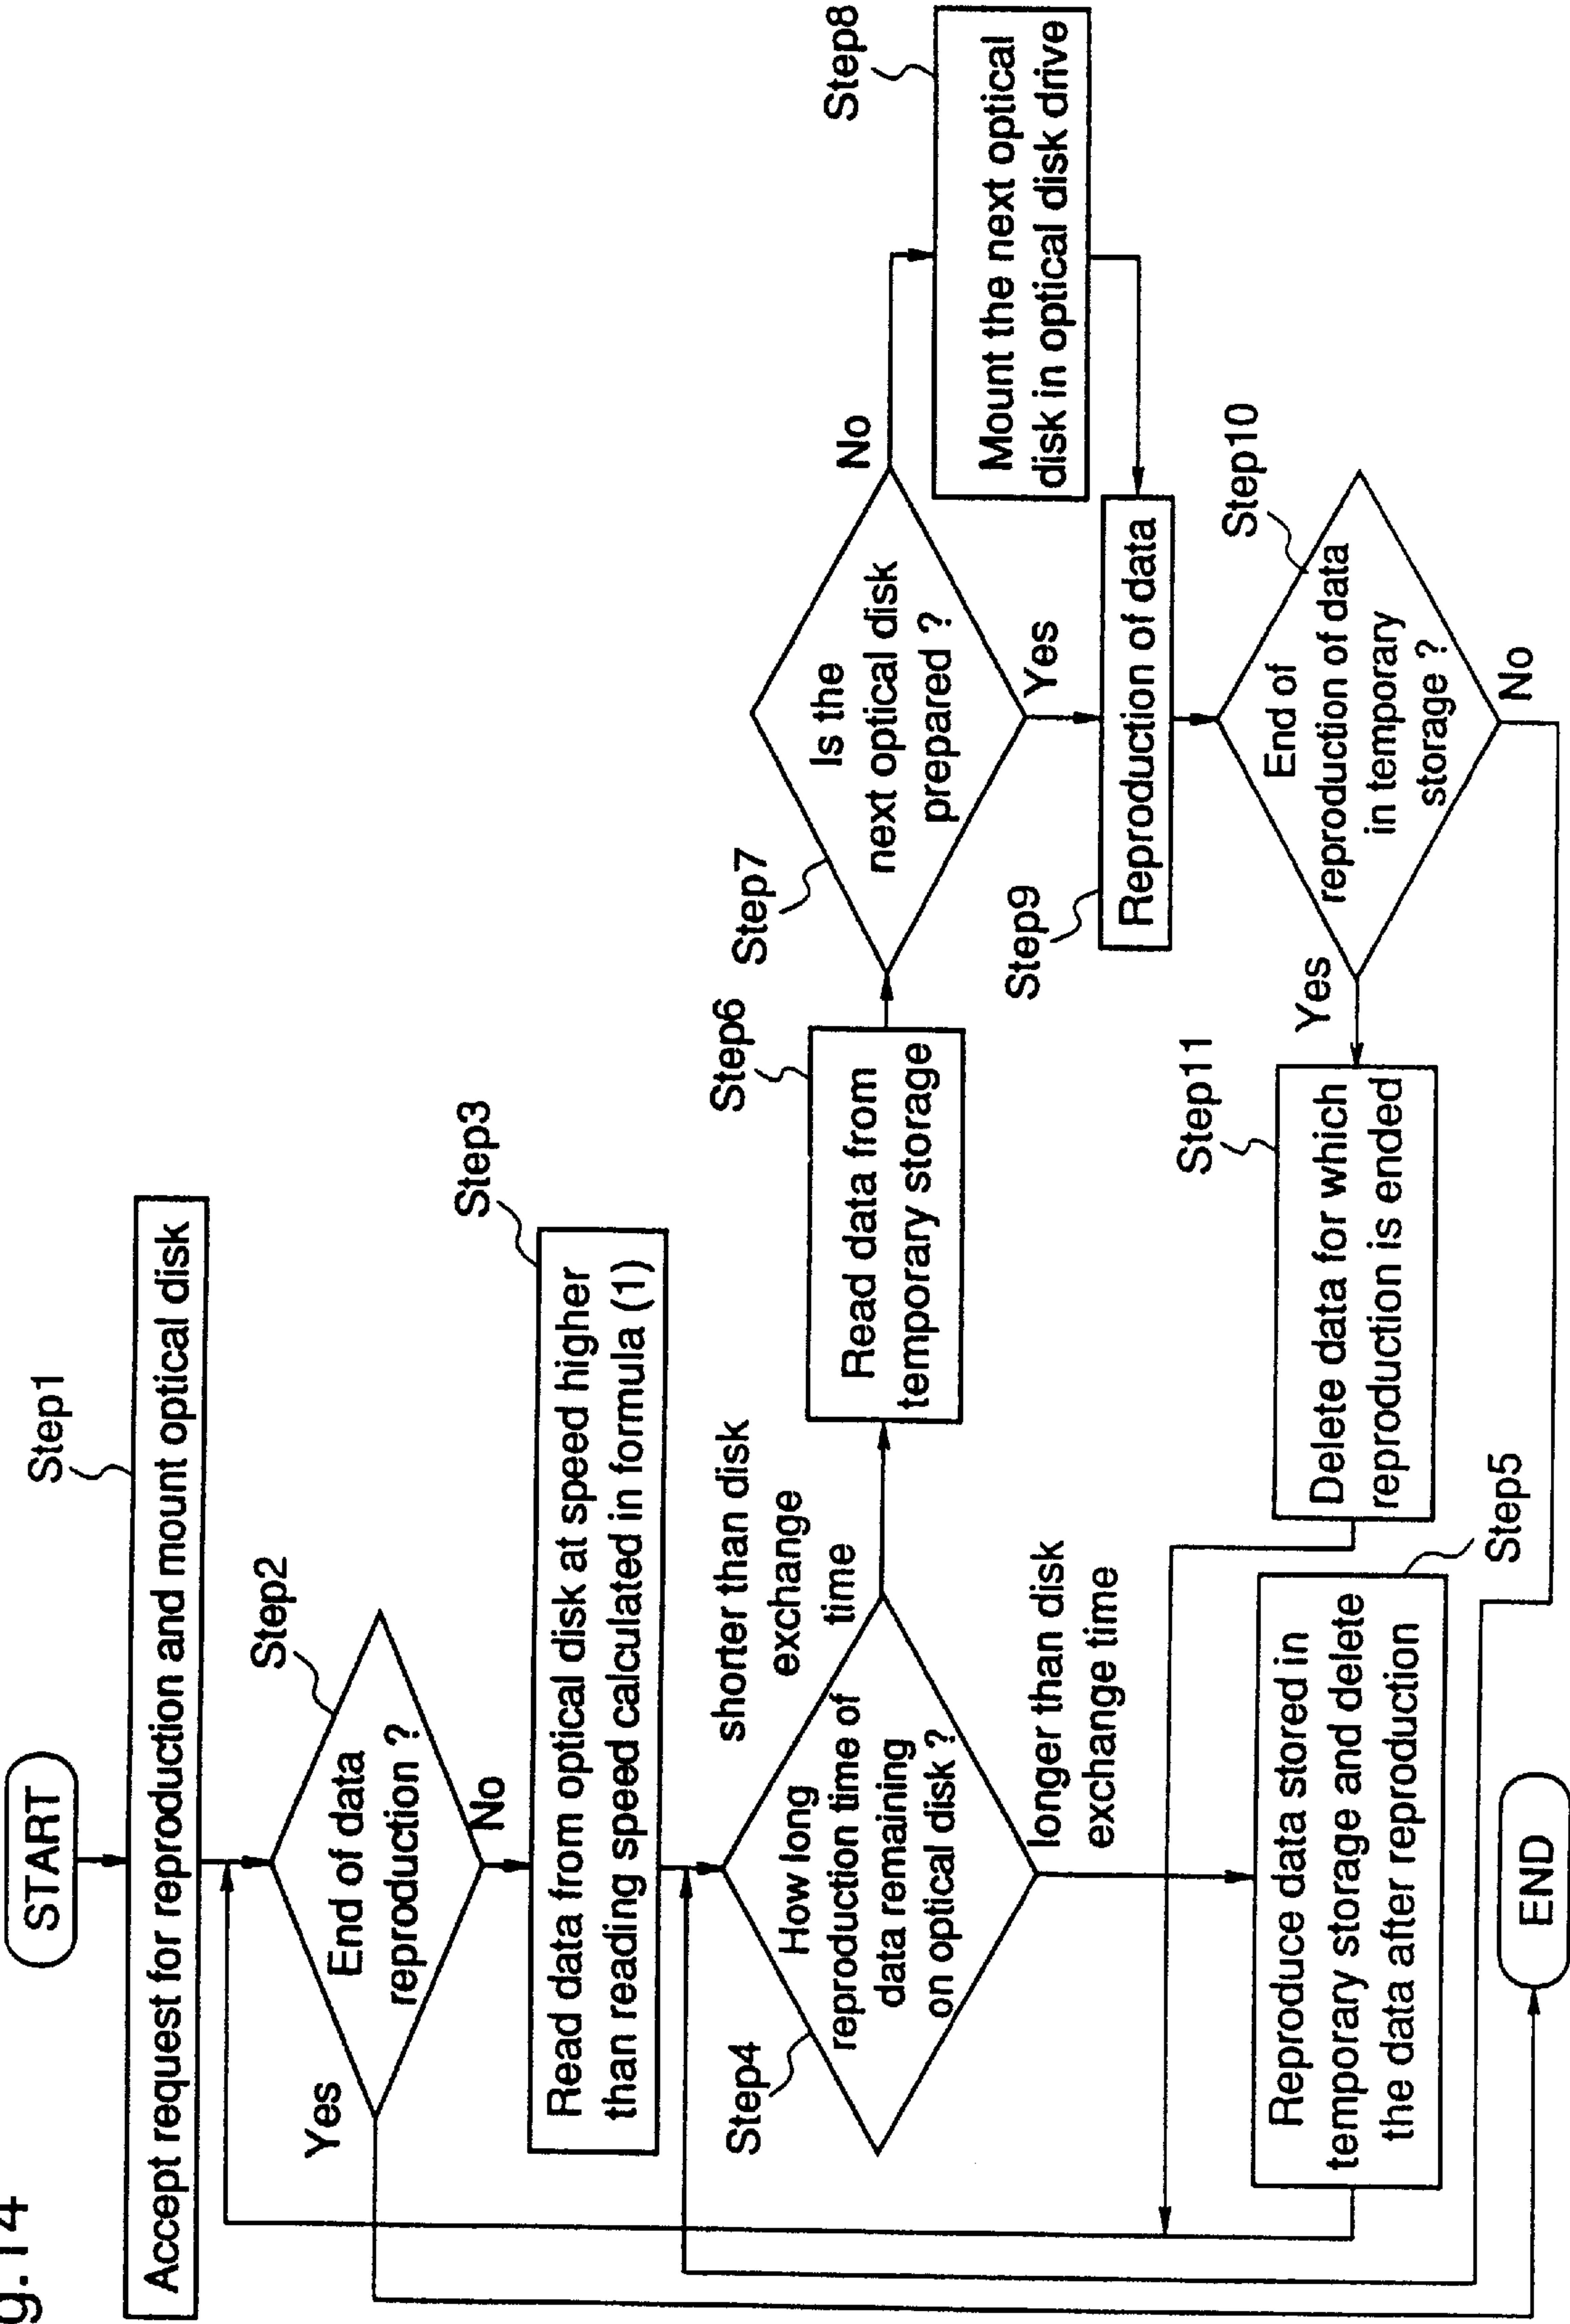 g.14
START
Step1
Accept request for reproduction and mount optical disk
Step2
End of data
reproduction ?
Yes
No
Step3
Read data from optical disk at speed higher
than reading speed calculated in formula (1)
Step4
How long
reproduction time of
data remaining
on optical disk ?
shorter than disk
exchange
time
longer than disk
exchange time
Step5
Reproduce data stored in
temporary storage and delete
the data after reproduction
END
Step6
Read data from
temporary storage
Step7
Is the
next optical disk
prepared ?
No
Yes
Step8
Mount the next optical
disk in optical disk drive
Step9
Reproduction of data
Step10
End of
reproduction of data
in temporary
storage ?
Yes
No
Step11
Delete data for which
reproduction is ended